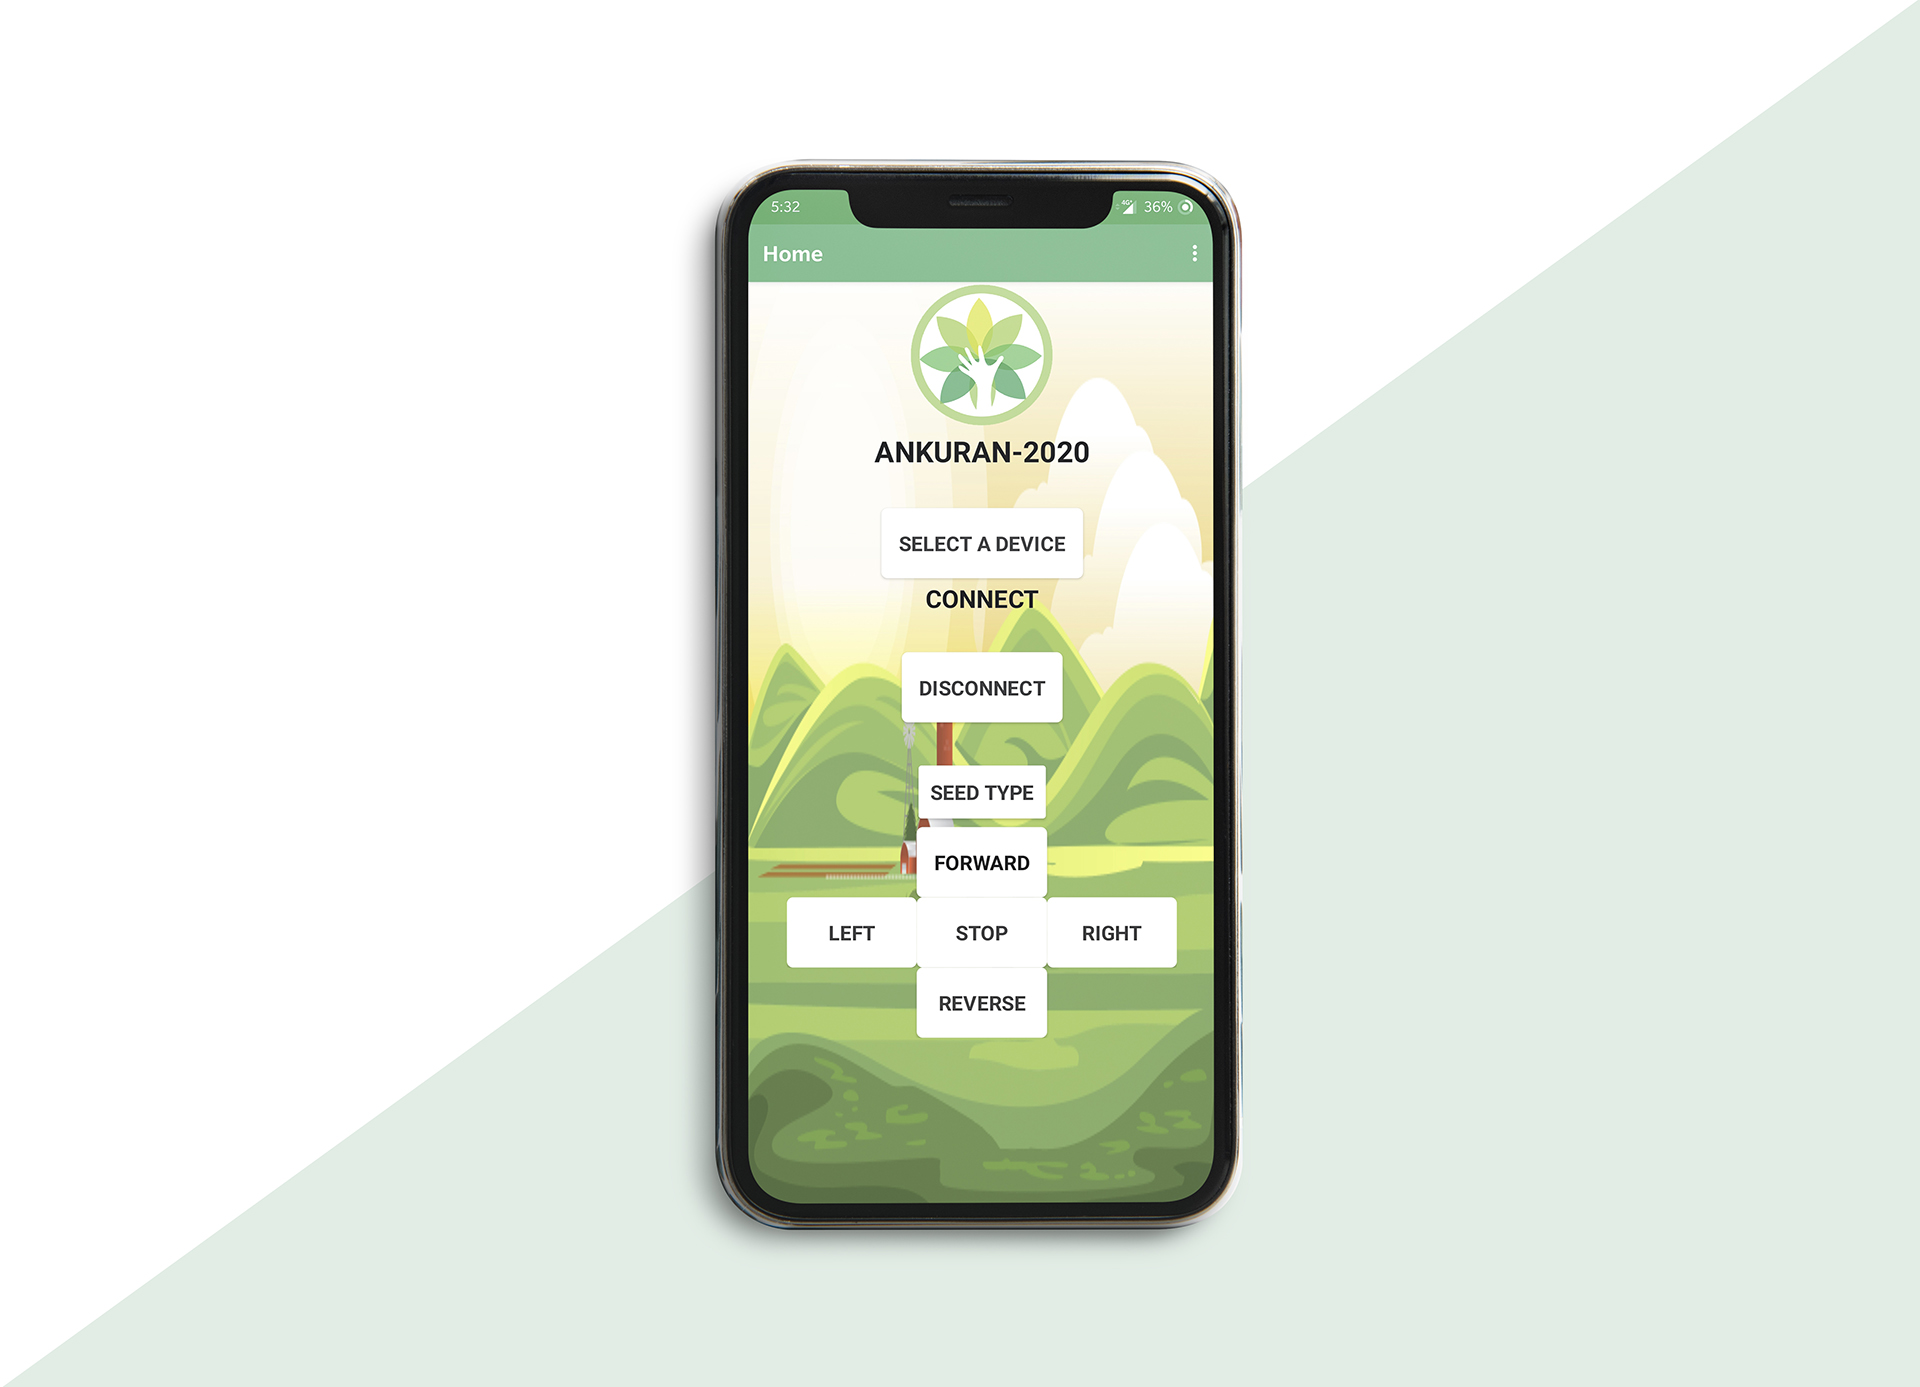 5:32
4G+ 36%
Home
ANKURAN-2020
SELECT A DEVICE
CONNECT
DISCONNECT
SEED TYPE
FORWARD
LEFT STOP RIGHT
REVERSE